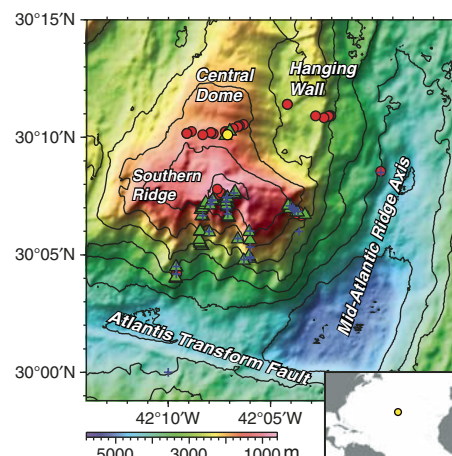 30°15'N
Central
Dome
Hanging
Wall
30°10'N
Southern
Ridge
Mid-Atlantic Ridge Axis
30°05'N
Atlantis Transform Fault
30°00'N
42°10'W
42°05'W
5000
3000
1000 m